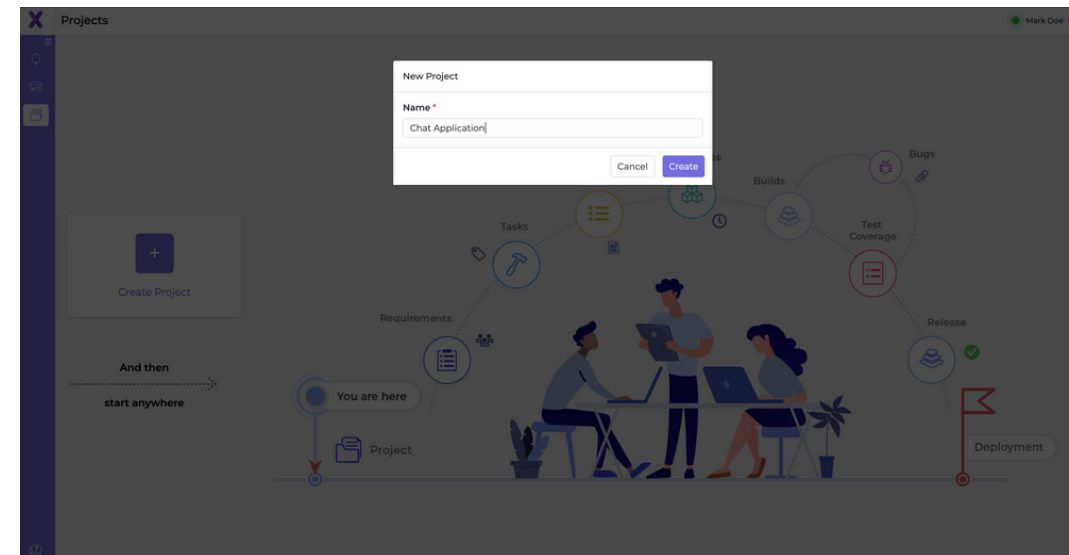 Projects
Mark Doe
New Project
Name *
Chat Application
Cancel
Create
Bugs
Builds
Test
Coverage
Tasks
Create Project
Requirements
Release
And then
start anywhere
You are here
Project
Deployment